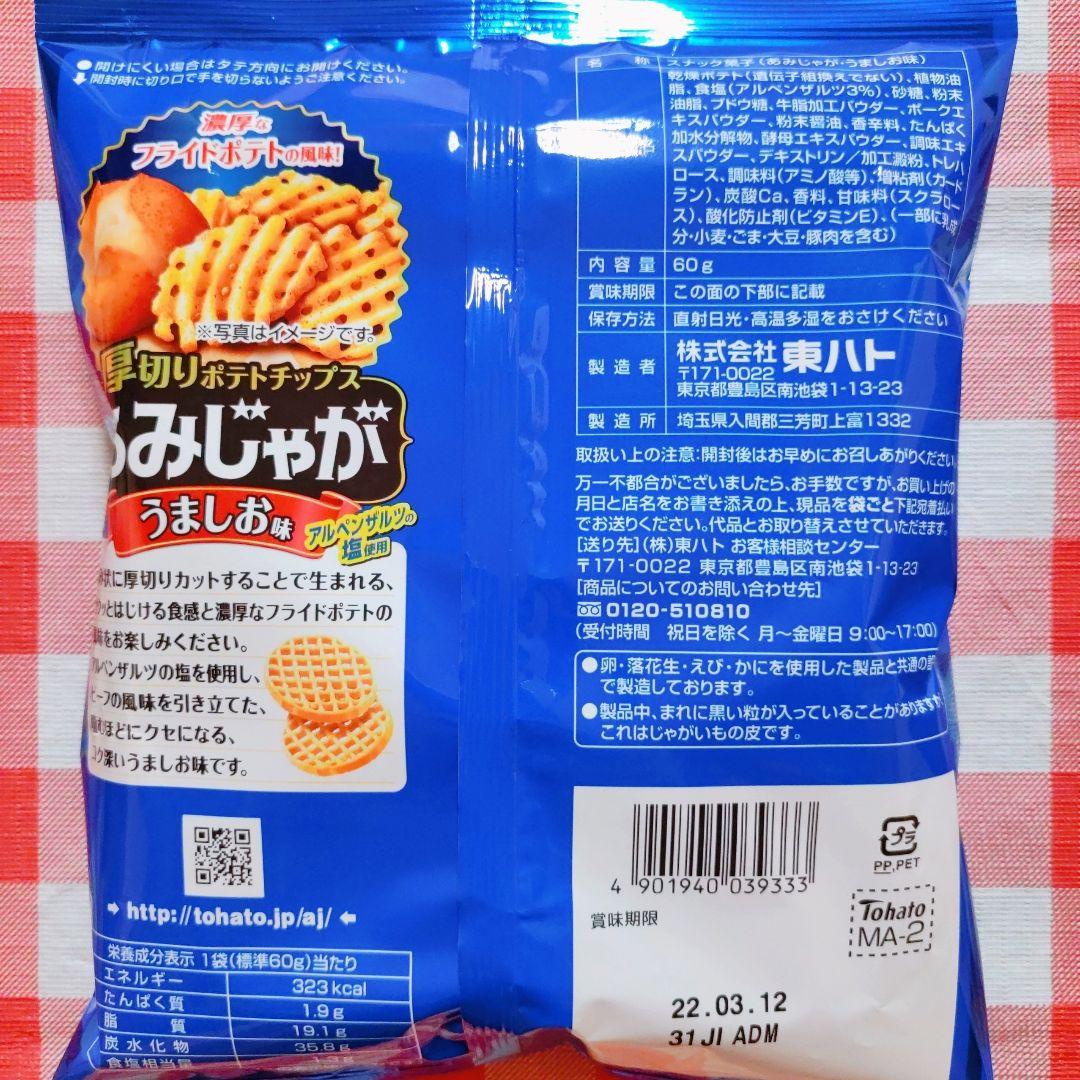 ●開けにくい場合はタテ方向にお開けください。
開封時に切り口で手を切らないようご注意ください。
濃厚な
フライドポテトの風味!
※写真はイメージです。
厚切りポテトチップス
あみじゃが
うましお味
アルペンザルツの
塩使用
状に厚切りカットすることで生まれる、
とはじける食感と濃厚なフライドポテトの
をお楽しみください。
ルペンザルツの塩を使用し、
ビーフの風味を引き立てた、
ほどにクセになる、
コク深いうましお味です。
http://tohato.jp/aj/
栄養成分表示 1袋(標準60g)当たり
エネルギー 323kcal
たんぱく質 1.9g
脂質 19.1g
炭水化物 35.8g
食塩相当量
名称 スナック菓子(あみじゃが・うましお味)
乾燥ポテト(遺伝子組換えでない)、植物油
脂、食塩(アルペンザルツ3%)、砂糖、粉末
油脂、ブドウ糖、牛脂加工パウダー、ポークエ
キスパウダー、粉末醤油、香辛料、たんぱく
加水分解物、酵母エキスパウダー、調味エキ
スパウダー、デキストリン/加工澱粉、トレハ
ロース、調味料(アミノ酸等)、増粘剤(カード
ラン)、炭酸Ca、香料、甘味料(スクラロー
ス)、酸化防止剤(ビタミンE)、(一部に乳成
分・小麦・ごま・大豆・豚肉を含む)
内容量 60g
賞味期限 この面の下部に記載
保存方法 直射日光・高温多湿をおさけください
製造者 株式会社 東ハト
〒171-0022
東京都豊島区南池袋1-13-23
製造所 埼玉県入間郡三芳町上富1332
取扱い上の注意:開封後はお早めにお召しあがりください。
万一不都合がございましたら、お手数ですが、お買い上げの
月日と店名をお書き添えの上、現品を袋ごと下記宛着払い
でお送りください。代品とお取り替えさせていただきます。
[送り先](株)東ハト お客様相談センター
〒171-0022 東京都豊島区南池袋1-13-23
[商品についてのお問い合わせ先]
0120-510810
(受付時間 祝日を除く 月~金曜日 9:00~17:00)
●卵・落花生・えび・かにを使用した製品と共通の設
で製造しております。
●製品中、まれに黒い粒が入っていることがありますが、
これはじゃがいもの皮です。
4 901940 039333
プラ
PP,PET
賞味期限
Tohato
MA-2
22.03.12
31JI ADM